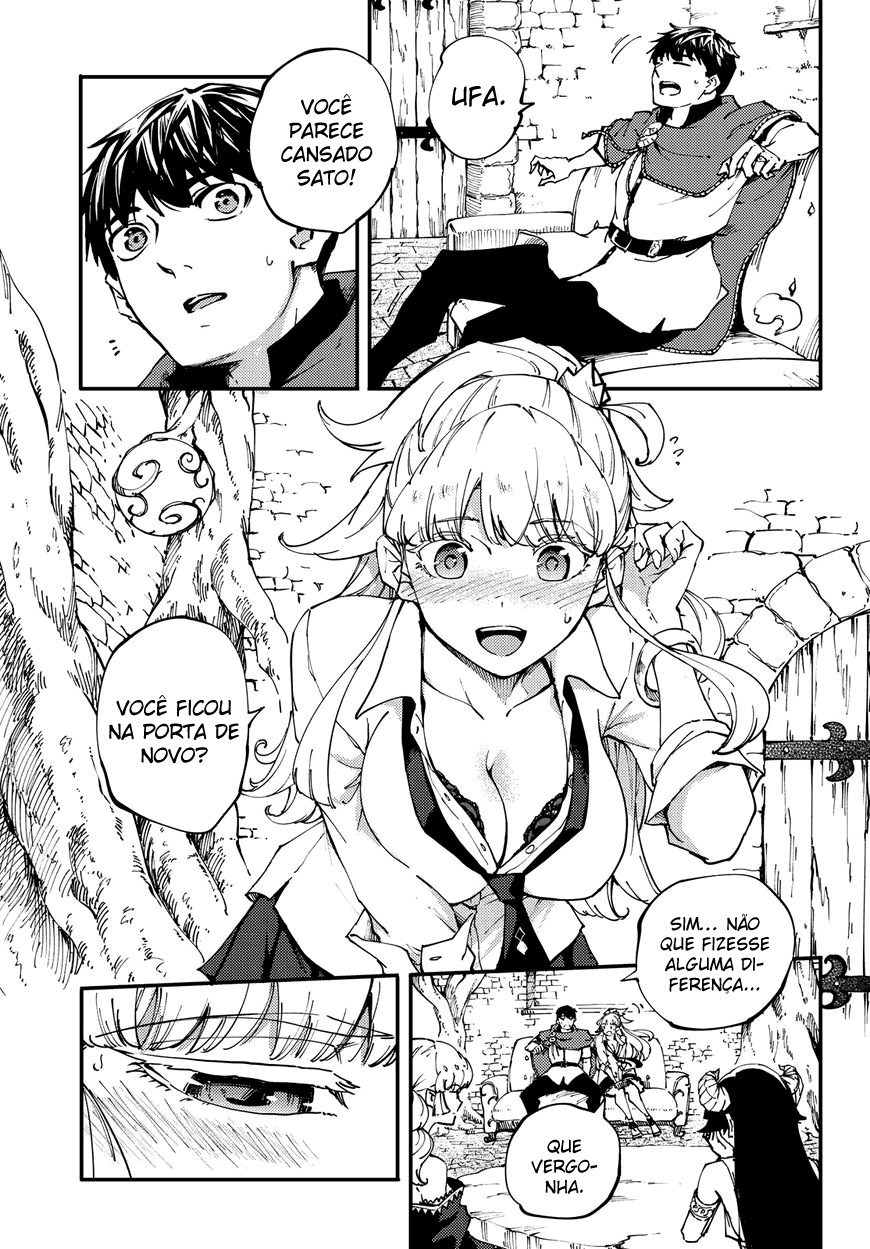 UFA.
VOCÊ
PARECE
CANSADO
SATO!
VOCÊ FICOU
NA PORTA DE
NOVO?
SIM... NÃO
QUE FIZESSE
ALGUMA DI-
FERENÇA...
QUE
VERGO-
NHA.